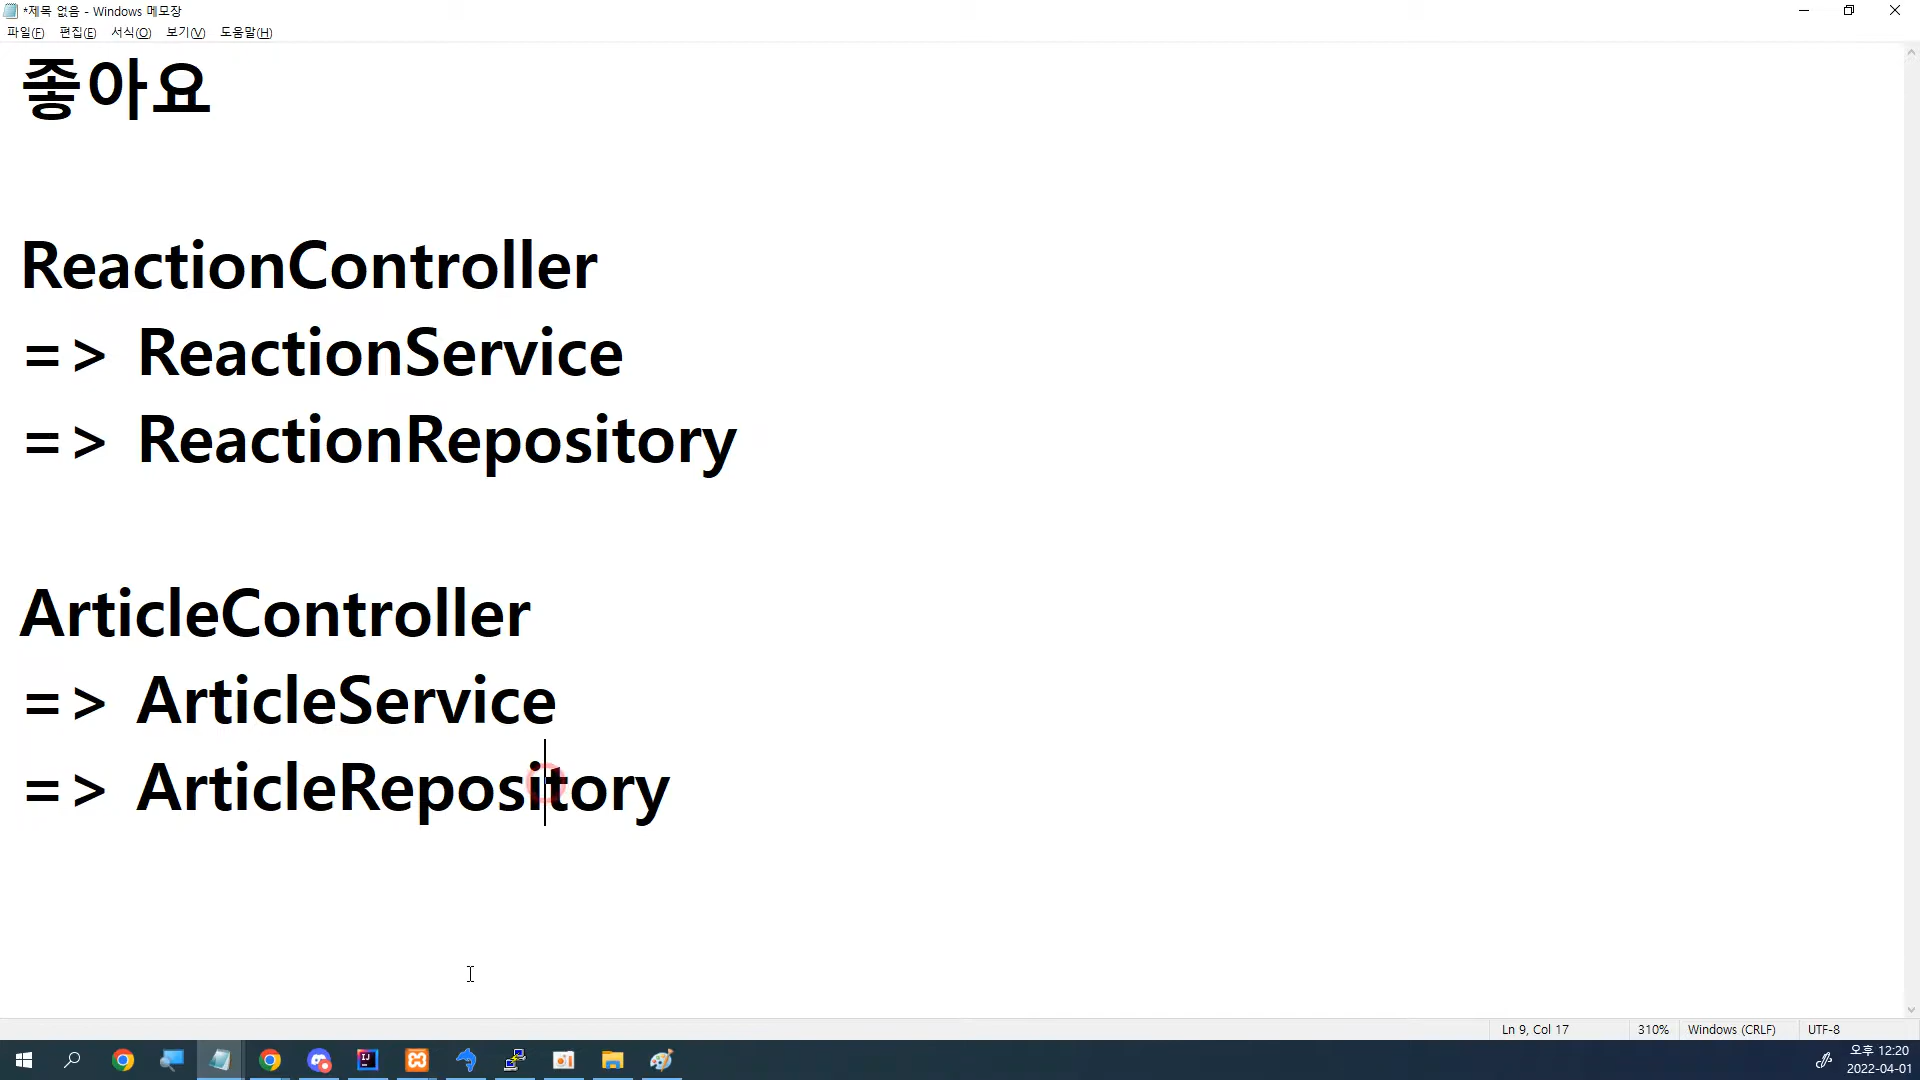 *제목 없음 - Windows 메모장
파일(F) 편집(E) 서식(O) 보기(V) 도움말(H)
좋아요
ReactionController
=> ReactionService
=> ReactionRepository
ArticleController
=> ArticleService
=> ArticleRepository
Ln 9, Col 17 310% Windows (CRLF) UTF-8
오후 12:20
2022-04-01